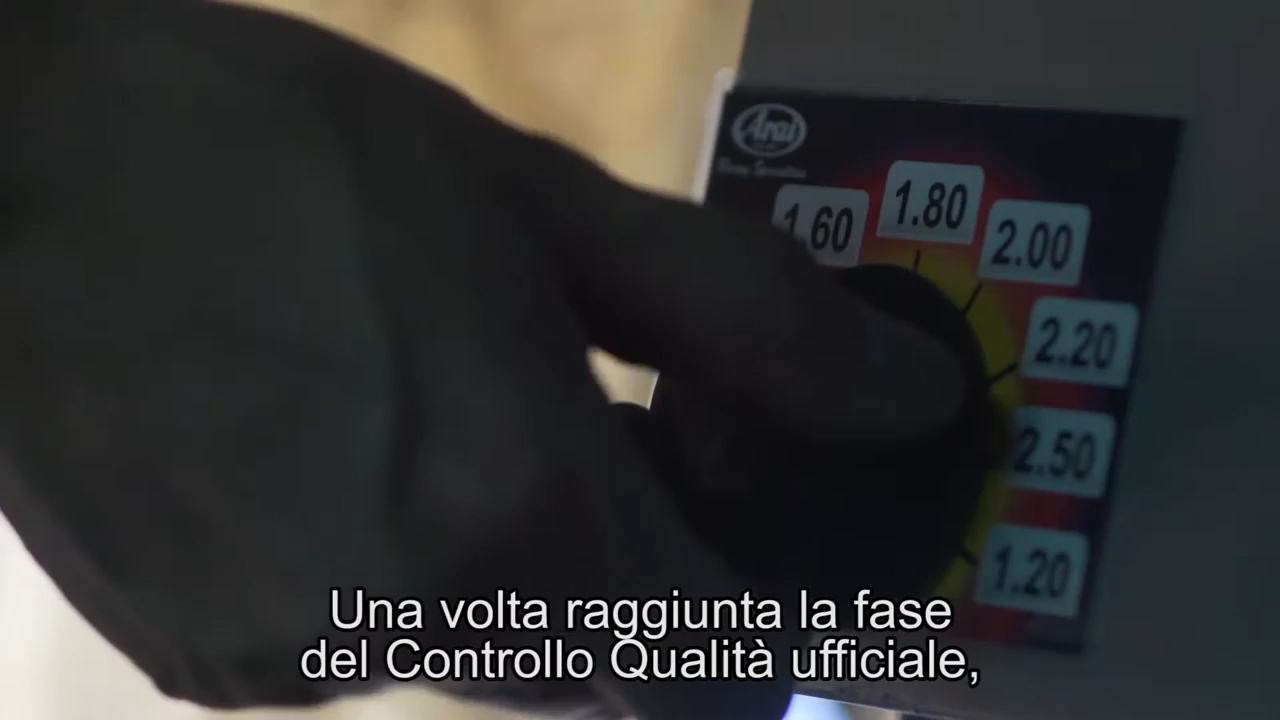 Arai
1.60
1.80
2.00
2.20
2.50
1.20
Una volta raggiunta la fase
del Controllo Qualità ufficiale,